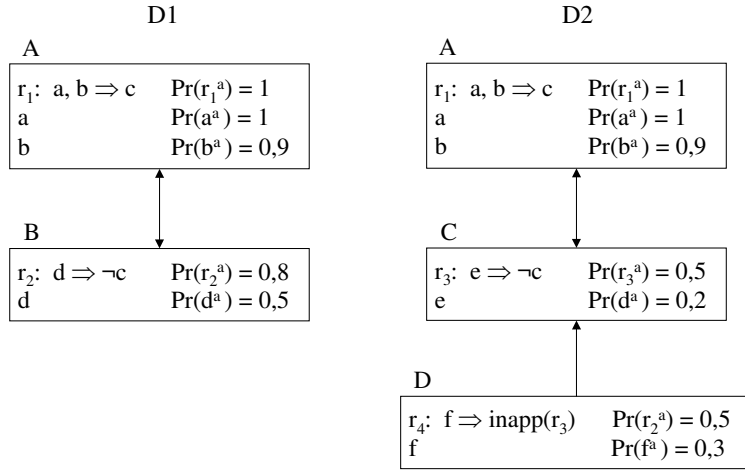 D1
A
r₁: a, b ⇒ c Pr(r₁ᵃ) = 1
a Pr(aᵃ) = 1
b Pr(bᵃ) = 0,9
B
r₂: d ⇒ ¬c Pr(r₂ᵃ) = 0,8
d Pr(dᵃ) = 0,5
D2
A
r₁: a, b ⇒ c Pr(r₁ᵃ) = 1
a Pr(aᵃ) = 1
b Pr(bᵃ) = 0,9
C
r₃: e ⇒ ¬c Pr(r₃ᵃ) = 0,5
e Pr(dᵃ) = 0,2
D
r₄: f ⇒ inapp(r₃) Pr(r₂ᵃ) = 0,5
f Pr(fᵃ) = 0,3